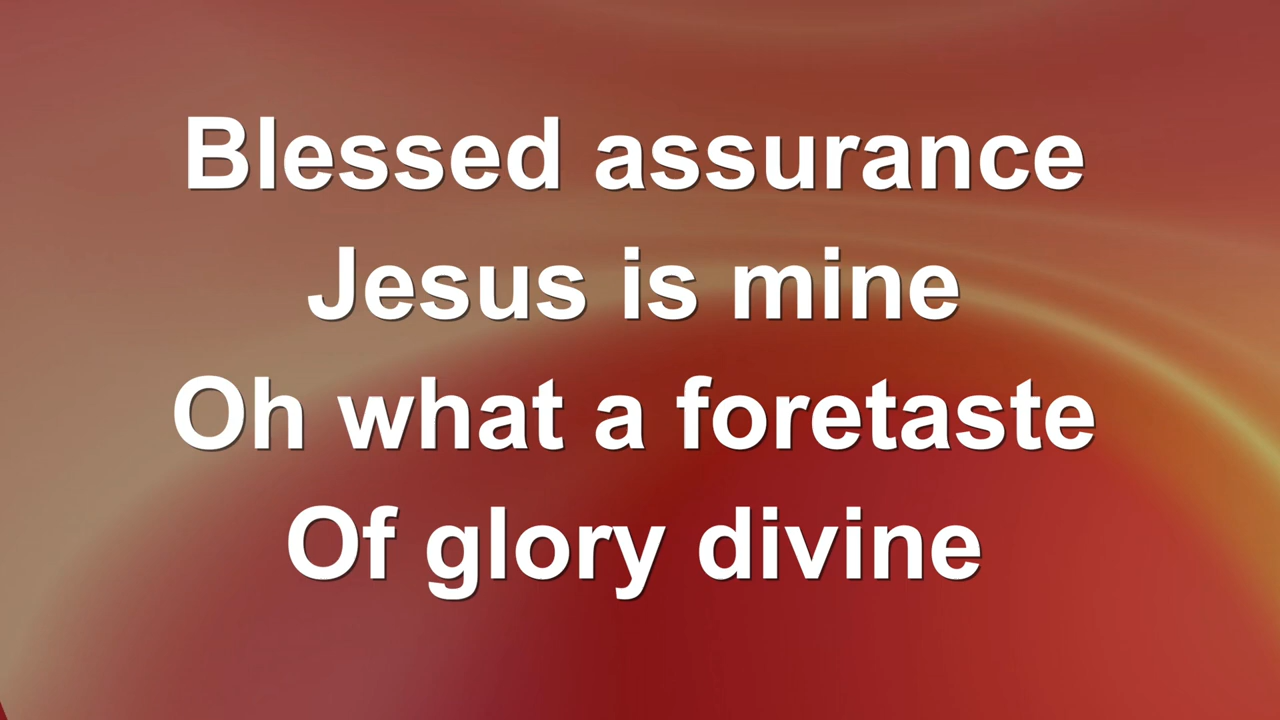 Blessed assurance
Jesus is mine
Oh what a foretaste
Of glory divine